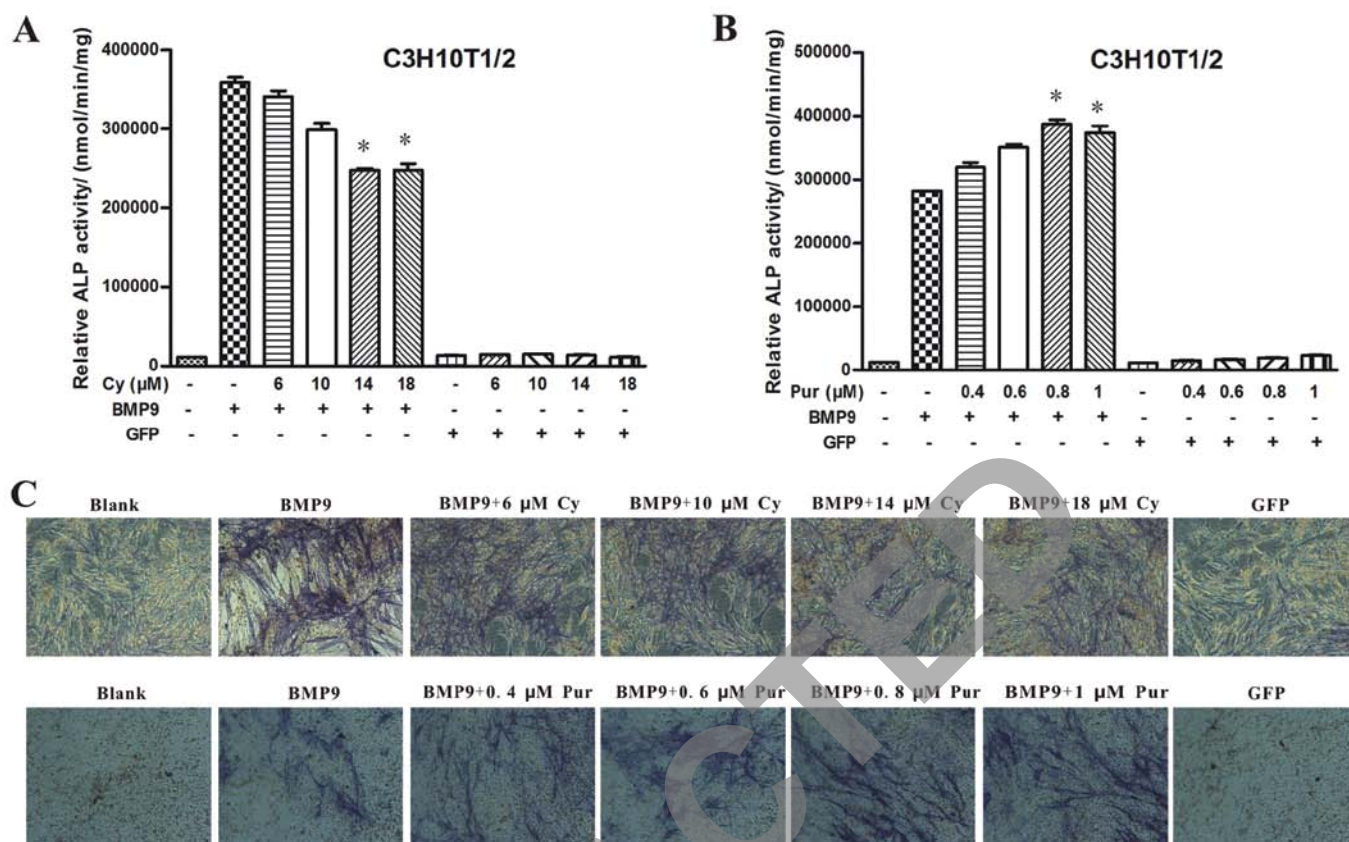 A
C3H10T1/2
Relative ALP activity/ (nmol/min/mg)
400000
300000
200000
100000
0
* *
Cy (µM) - - 6 10 14 18 - 6 10 14 18
BMP9 - + + + + + - - - - -
GFP - - - - - - + + + + +
B
C3H10T1/2
Relative ALP activity/ (nmol/min/mg)
500000
400000
300000
200000
100000
0
* *
Pur (µM) - - 0.4 0.6 0.8 1 - 0.4 0.6 0.8 1
BMP9 - + + + + + - - - - -
GFP - - - - - - + + + + +
C
Blank BMP9 BMP9+6 µM Cy BMP9+10 µM Cy BMP9+14 µM Cy BMP9+18 µM Cy GFP
Blank BMP9 BMP9+0.4 µM Pur BMP9+0.6 µM Pur BMP9+0.8 µM Pur BMP9+1 µM Pur GFP
CTED